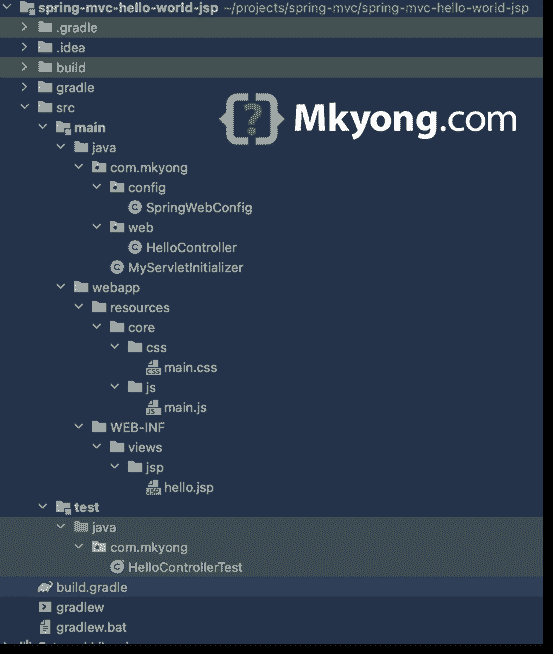 spring-mvc-hello-world-jsp ~/projects/spring-mvc/spring-mvc-hello-world-jsp
.gradle
.idea
build
gradle
src
{?} Mkyong.com
main
java
com.mkyong
config
SpringWebConfig
web
HelloController
MyServletInitializer
webapp
resources
core
css
main.css
js
main.js
WEB-INF
views
jsp
hello.jsp
test
java
com.mkyong
HelloControllerTest
build.gradle
gradlew
gradlew.bat